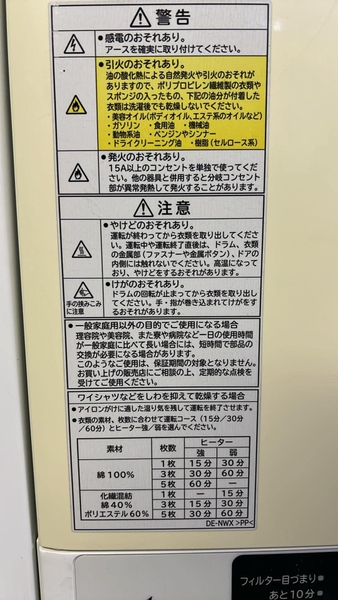 警告
●感電のおそれあり。
アースを確実に取り付けてください。
●引火のおそれあり。
油の酸化熱による自然発火や引火のおそれが
ありますので、ポリプロピレン繊維製の衣類や
スポンジの入ったもの、下記の油分が付着した
衣類は洗濯後でも乾燥しないでください。
・美容オイル(ボディオイル、エステ系のオイルなど)
・ガソリン ・食用油 ・機械油
・動物系油 ・ベンジンやシンナー
・ドライクリーニング油 ・樹脂(セルロース系)
●発火のおそれあり。
15A以上のコンセントを単独で使ってくだ
さい。他の器具と併用すると分岐コンセント
部が異常発熱して発火することがあります。
注意
●やけどのおそれあり。
運転が終わってから衣類を取り出してくだ
さい。運転中や運転終了直後は、ドラム、衣類
の金属部(ファスナーや金属ボタン)、ドアの
内側には触れないでください。高温になって
おり、やけどをするおそれがあります。
手の挟みこみ
に注意
●けがのおそれあり。
ドラムの回転が止まってから衣類を取り出し
てください。手・指が巻き込まれてけがをす
るおそれがあります。
●一般家庭用以外の目的でご使用になる場合
理容院や美容院、また寮や病院など一日の使用時間
が一般家庭に比べて長い場合には、短時間で部品
の交換が必要になる場合があります。
このようなご使用は、保証期間の対象となりません。
お買い上げの販売店にご相談の上、定期的な点検を
受けてご使用ください。
ワイシャツなどをしわを抑えて乾燥する場合
●アイロンがけに適した湿り気を残して運転を終了させます。
●衣類の素材、枚数に合わせて運転コース(15分/30分
/60分)とヒーター強/弱を選んでください。
素材 枚数 ヒーター
強 弱
綿100% 1枚 15分 30分
3枚 30分 60分
5枚 60分 ー
化繊混紡
綿40%
ポリエステル60% 1枚 ー 15分
3枚 15分 30分
5枚 30分 60分
DE-NWX >PP<
フィルター目づまり
あと10分